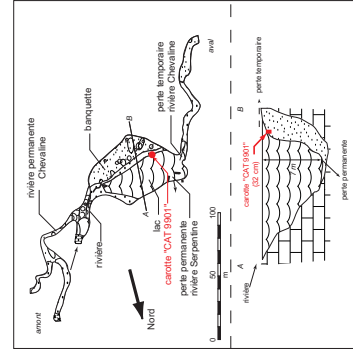 rivière permanente
Chevaline
banquette
B
amont
rivière
A
lac
carotte "CAT 9901"
perte temporaire
rivière Chevaline
aval
perte permanente
rivière Serpentine
Nord
0
50
100
m
A
B
rivière
perte temporaire
carotte "CAT 9901"
(32 cm)
perte permanente